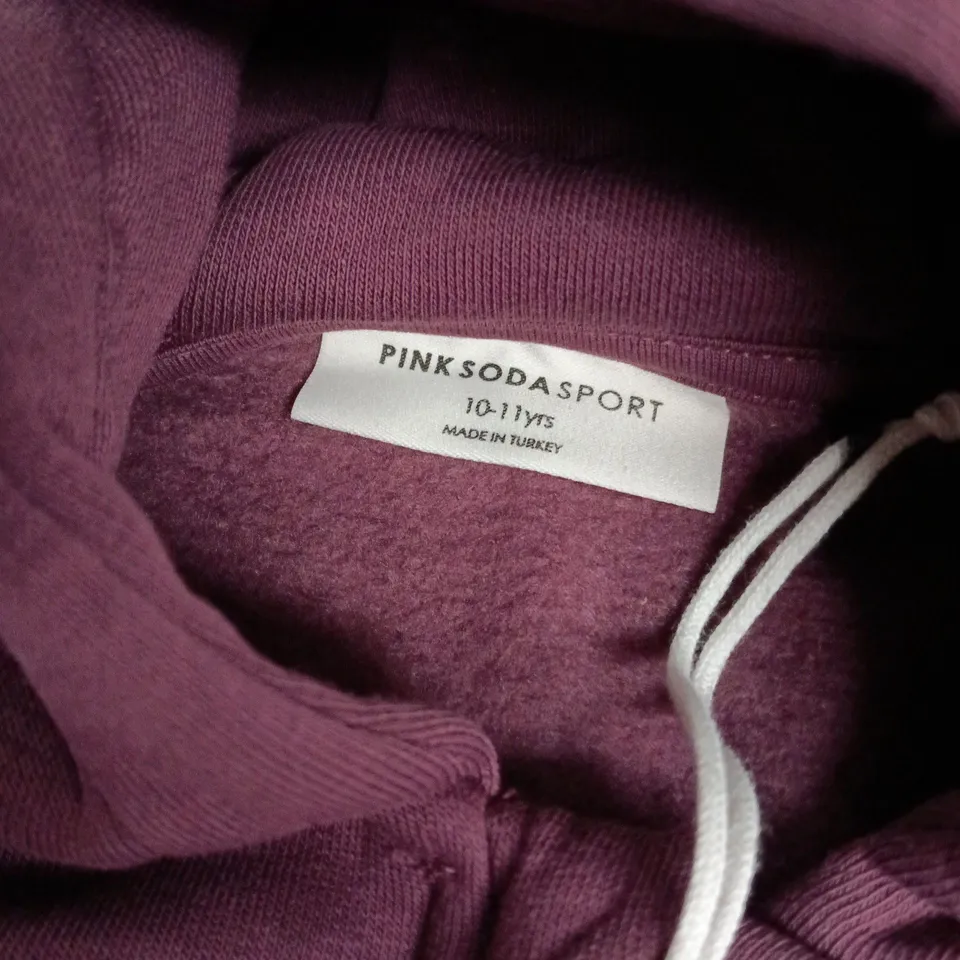 PINK SODA SPORT
10-11yrs
MADE IN TURKEY